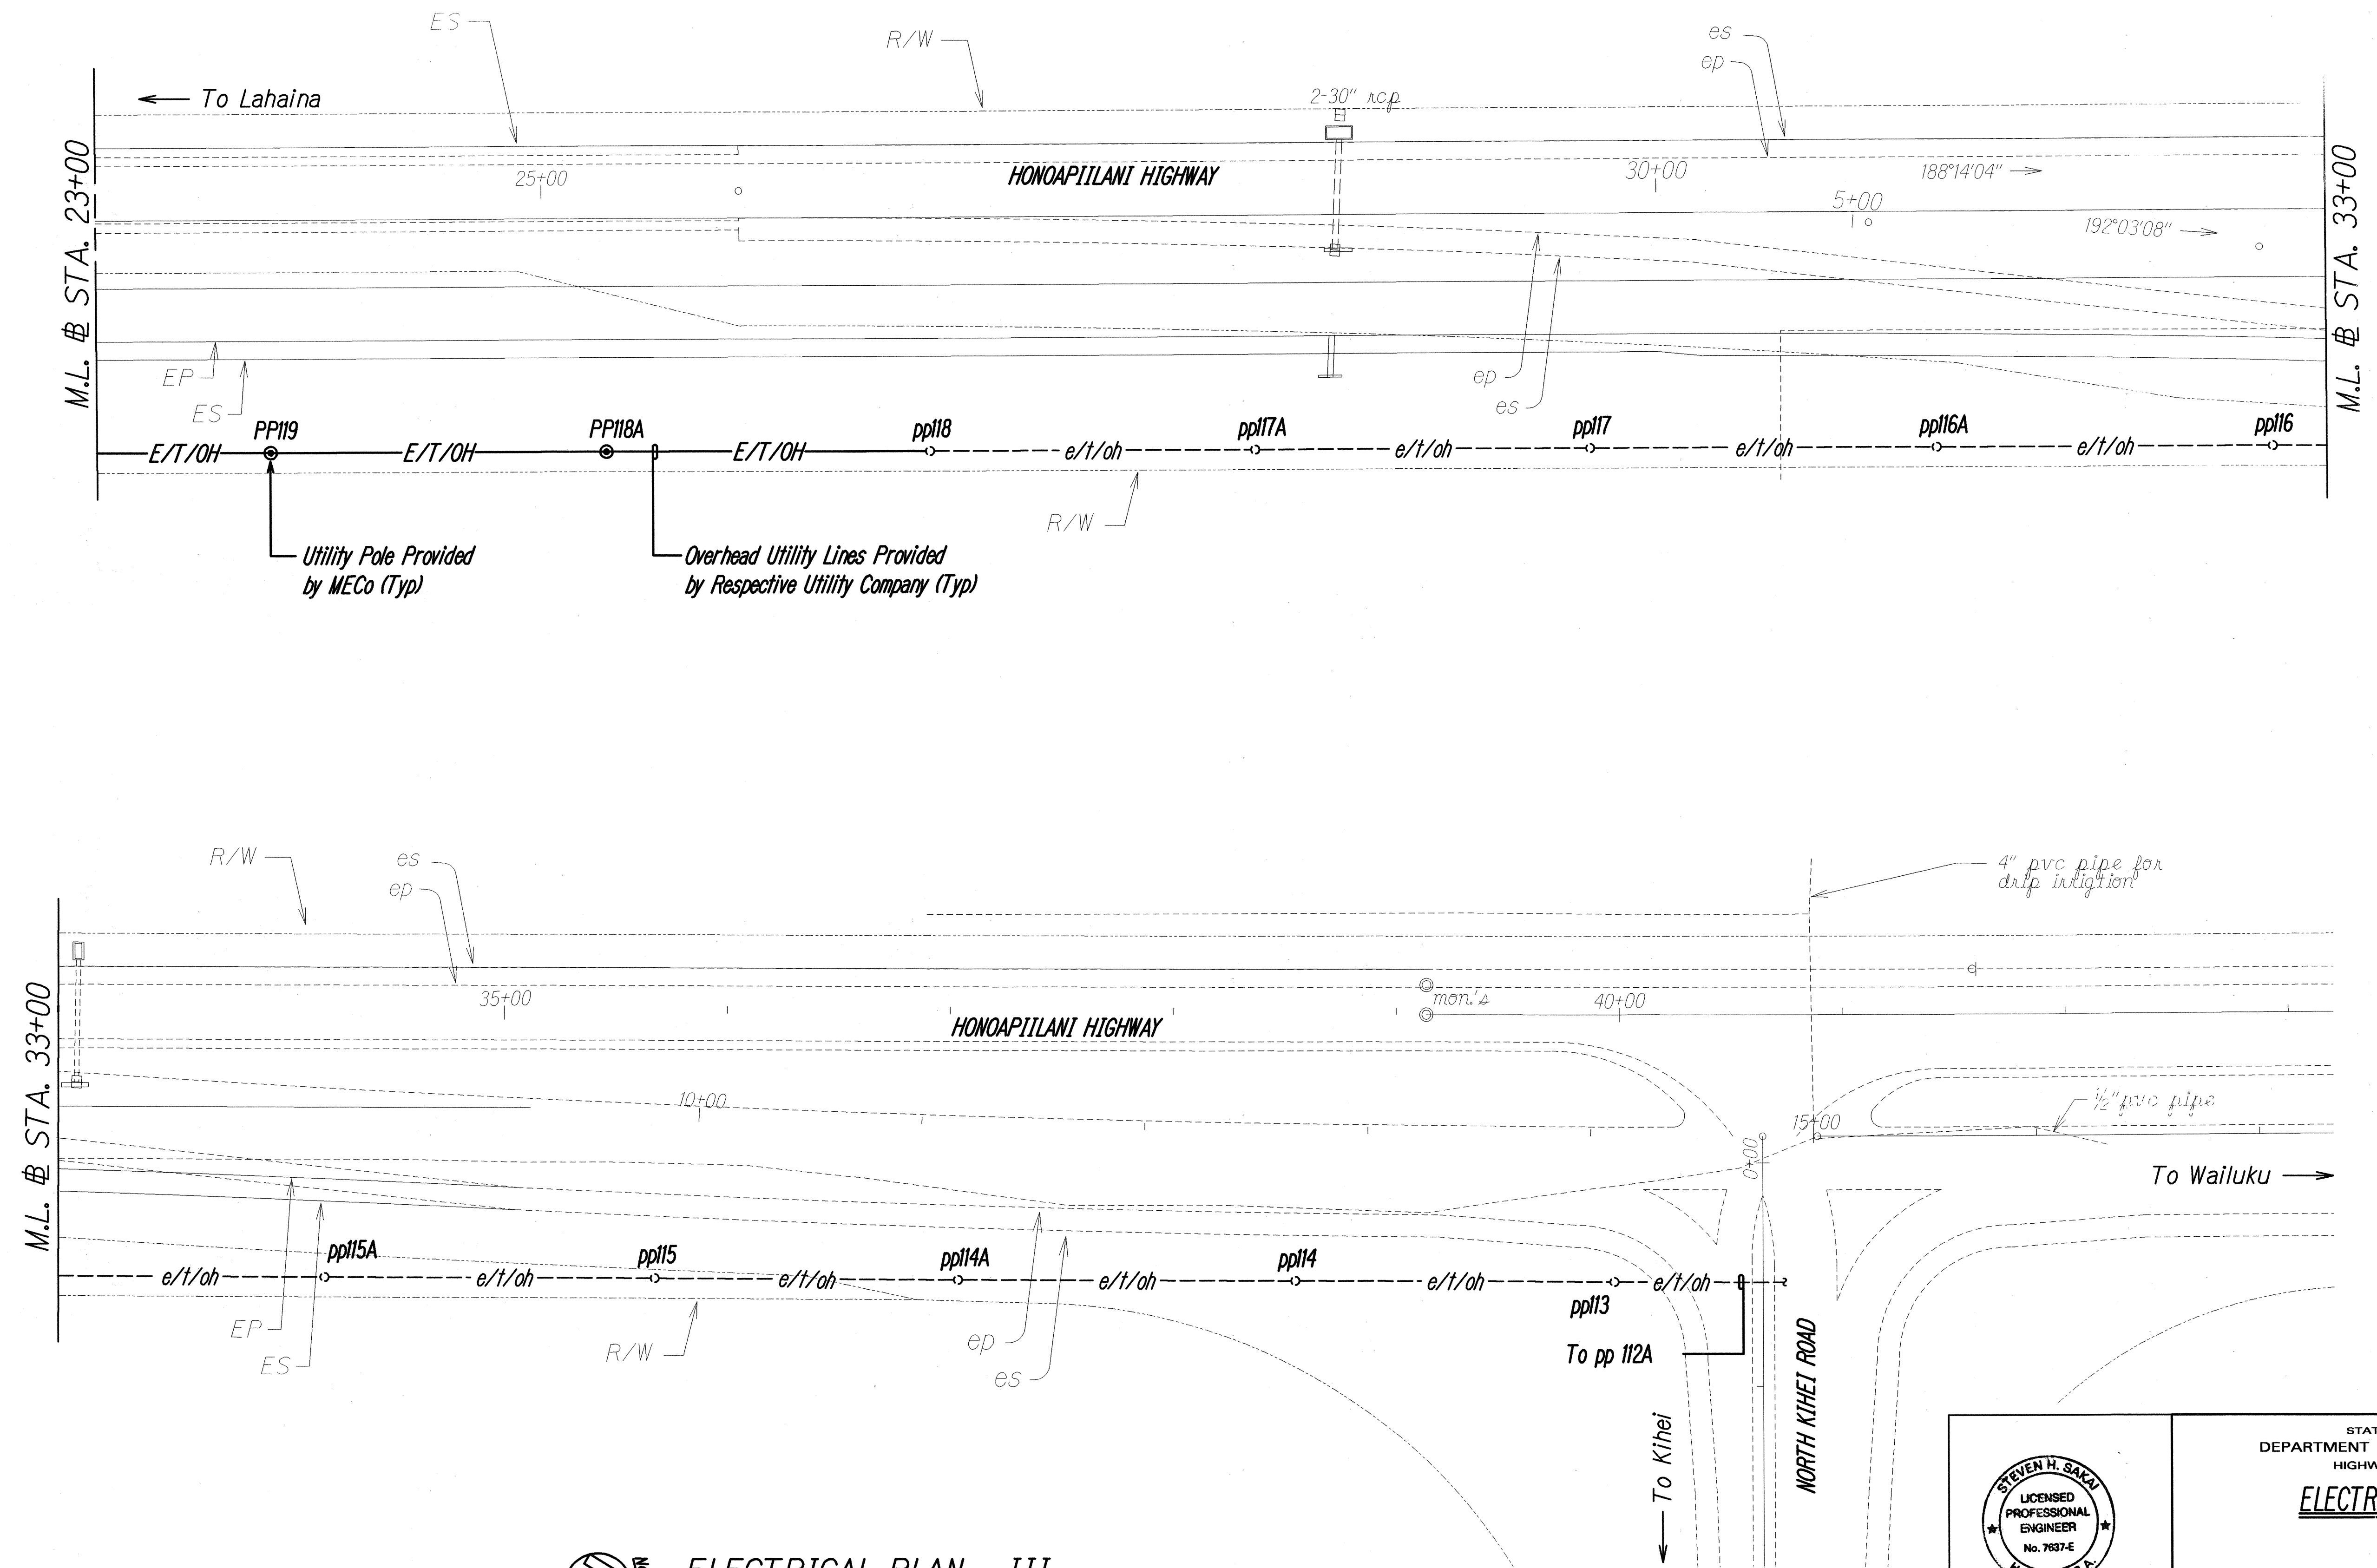 ES
R/W
es
ep
← To Lahaina
2-30" rcp
M.L. ⅊ STA. 23+00
25+00
HONOAPIILANI HIGHWAY
30+00
188°14'04" →
5+00
192°03'08" →
M.L. ⅊ STA. 33+00
EP
ES
ep
es
PP119
PP118A
pp118
pp117A
pp117
pp116A
pp116
E/T/OH
E/T/OH
E/T/OH
e/t/oh
e/t/oh
e/t/oh
e/t/oh
R/W
Utility Pole Provided
by MECo (Typ)
Overhead Utility Lines Provided
by Respective Utility Company (Typ)
R/W
es
ep
4" pvc pipe for
drip irrigtion
M.L. ⅊ STA. 33+00
35+00
HONOAPIILANI HIGHWAY
mon.'s
40+00
10+00
15+00
0+00
½" pvc pipe
To Wailuku →
pp115A
pp115
pp114A
pp114
e/t/oh
e/t/oh
e/t/oh
e/t/oh
e/t/oh
e/t/oh
pp113
EP
ES
R/W
ep
es
To pp 112A
← To Kihei
NORTH KIHEI ROAD
STEVEN H. SAKAI
LICENSED
PROFESSIONAL
ENGINEER
No. 7637-E
DEPARTMENT
ELECTRICAL PLAN - III